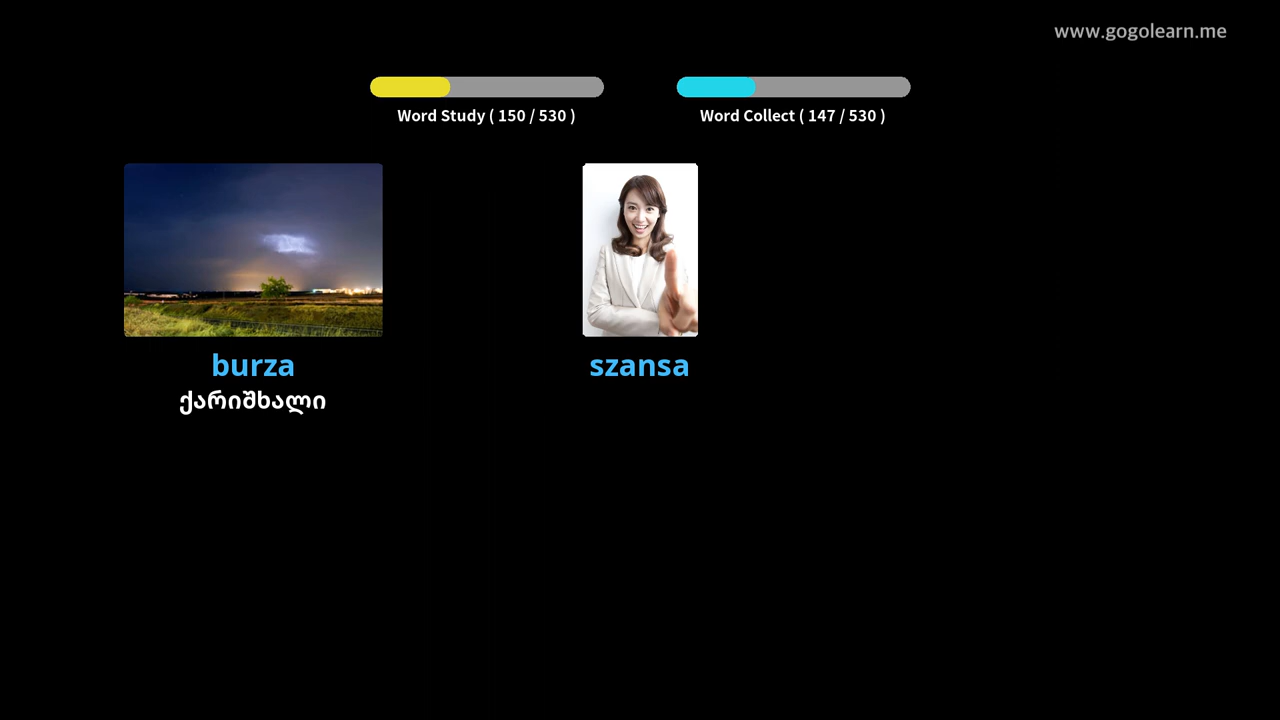 www.gogolearn.me
Word Study ( 150 / 530 )
Word Collect ( 147 / 530 )
burza
ქარიშხალი
szansa